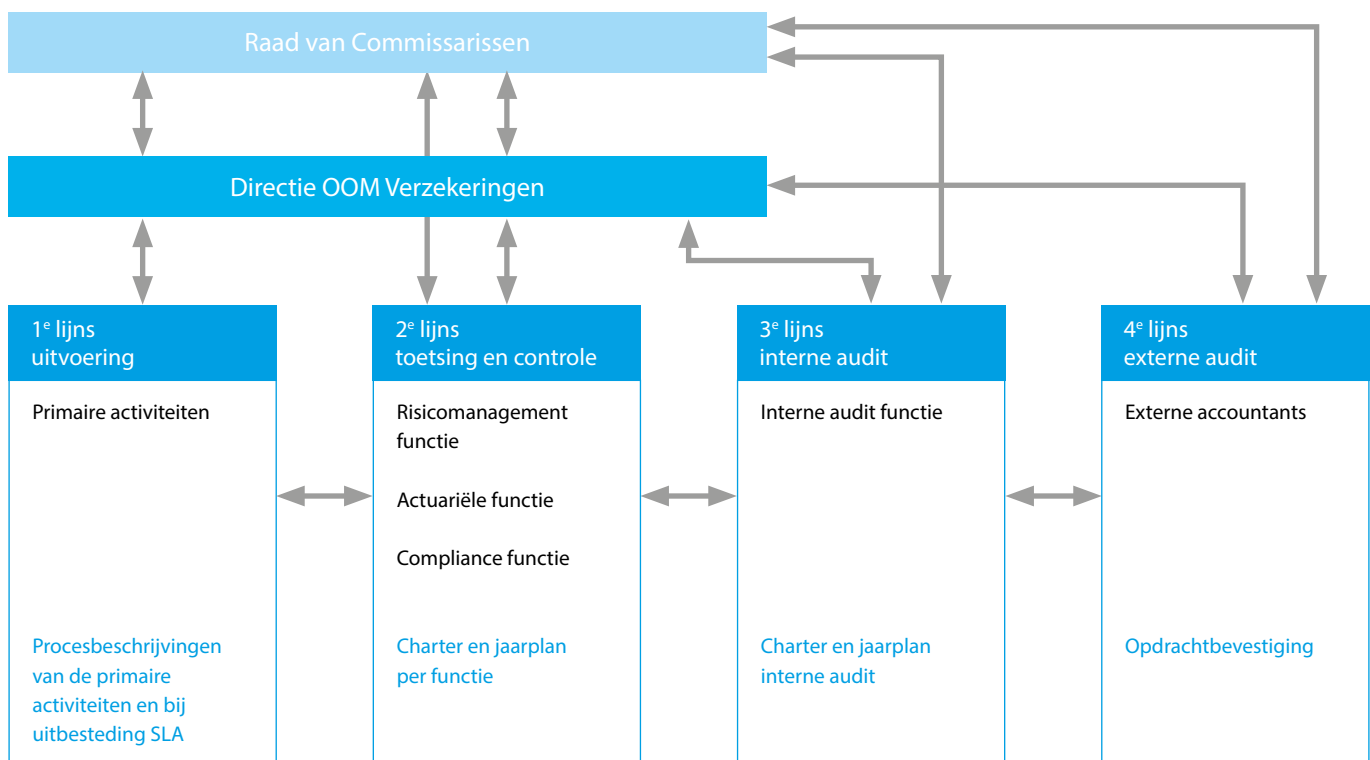 Raad van Commissarissen
Directie OOM Verzekeringen
1e lijns
uitvoering
Primaire activiteiten
Procesbeschrijvingen
van de primaire
activiteiten en bij
uitbesteding SLA
2e lijns
toetsing en controle
Risicomanagement
functie
Actuariële functie
Compliance functie
Charter en jaarplan
per functie
3e lijns
interne audit
Interne audit functie
Charter en jaarplan
interne audit
4e lijns
externe audit
Externe accountants
Opdrachtbevestiging